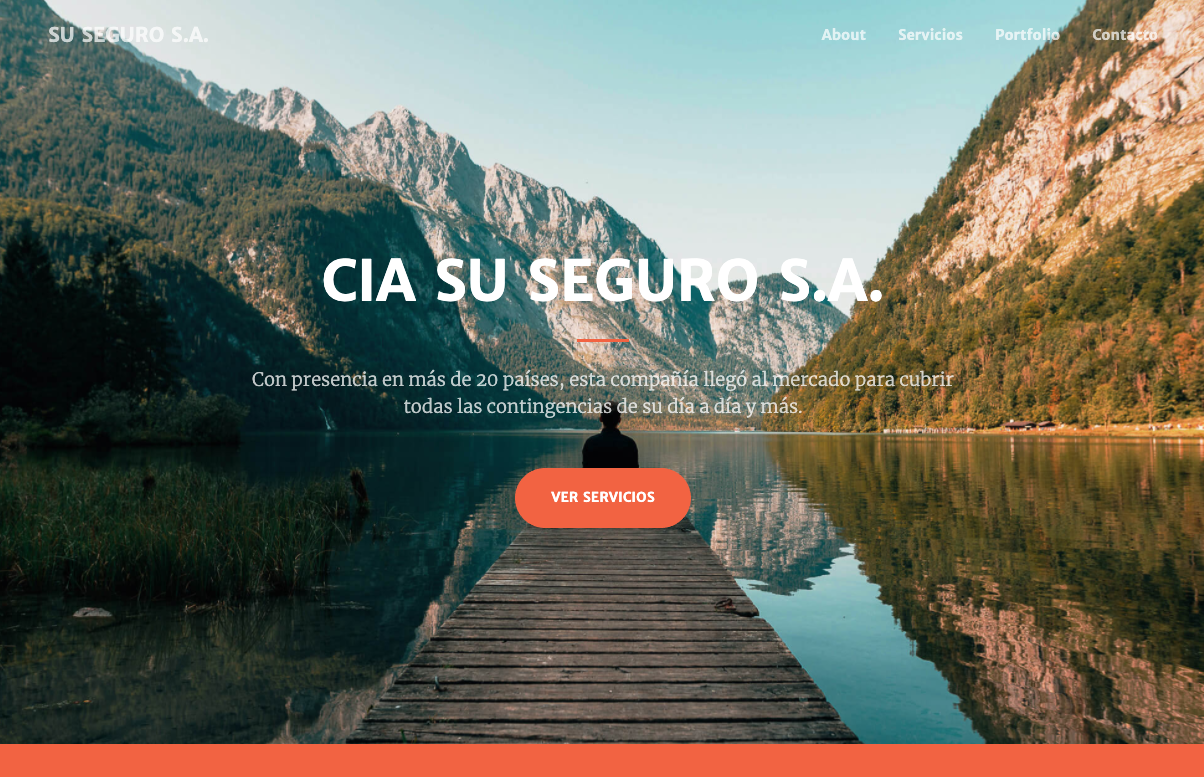 SU SEGURO S.A.
About
Servicios
Portfolio
Contacto
CIA SU SEGURO S.A.
Con presencia en más de 20 países, esta compañía llegó al mercado para cubrir
todas las contingencias de su día a día y más.
VER SERVICIOS